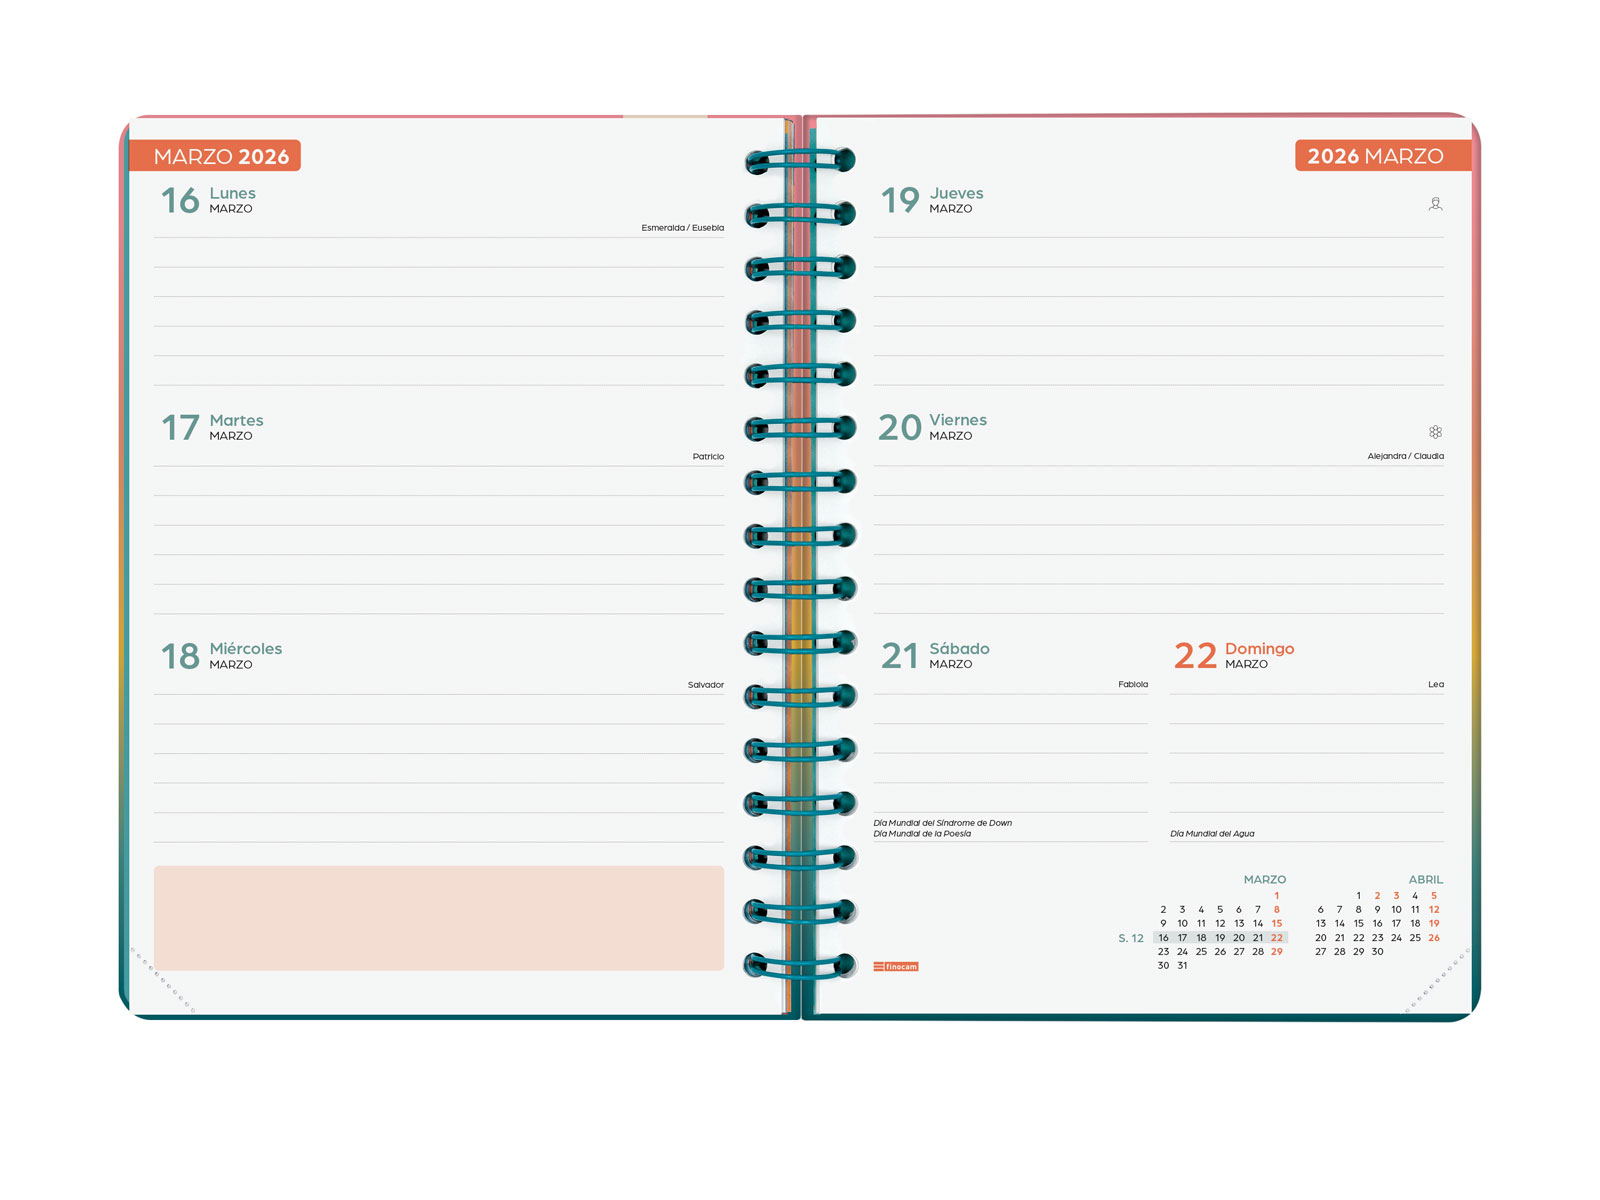 MARZO 2026
16 Lunes
MARZO
Esmeralda / Eusebia
17 Martes
MARZO
Patricio
18 Miércoles
MARZO
Salvador
2026 MARZO
19 Jueves
MARZO
20 Viernes
MARZO
Alejandra / Claudia
21 Sábado
MARZO
Fabiola
Día Mundial del Síndrome de Down
Día Mundial de la Poesía
22 Domingo
MARZO
Lea
Día Mundial del Agua
finocam
S. 12
MARZO
1
2 3 4 5 6 7 8
9 10 11 12 13 14 15
16 17 18 19 20 21 22
23 24 25 26 27 28 29
30 31
ABRIL
1 2 3 4 5
6 7 8 9 10 11 12
13 14 15 16 17 18 19
20 21 22 23 24 25 26
27 28 29 30